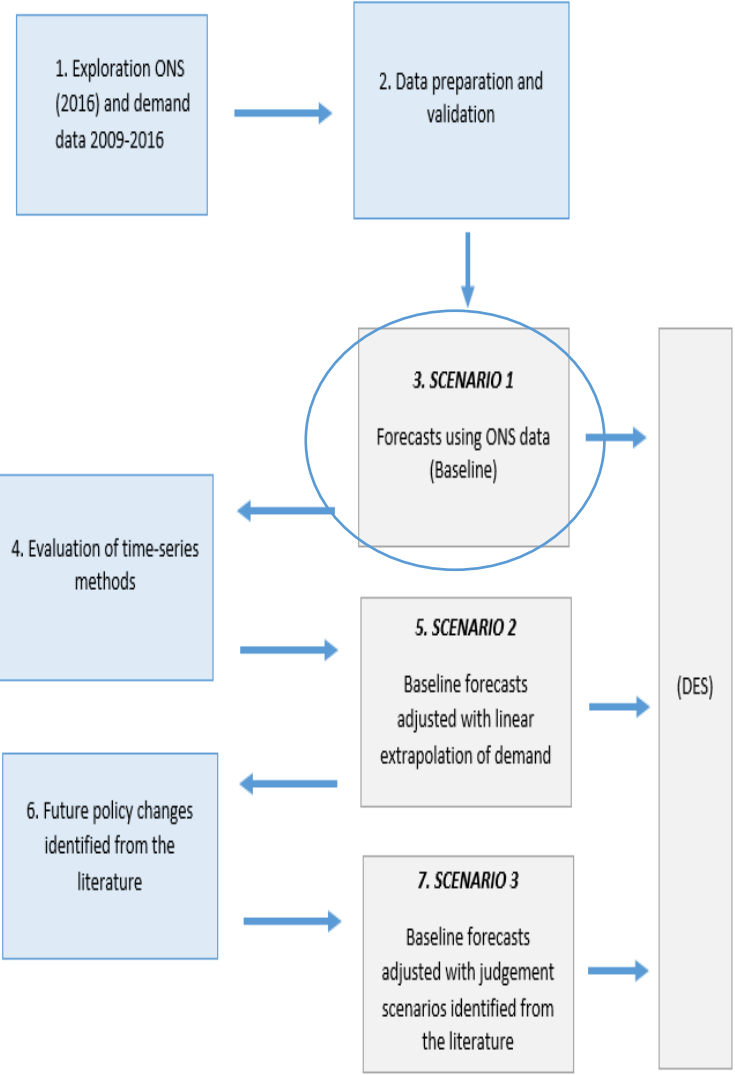 1. Exploration ONS
(2016) and demand
data 2009-2016
2. Data preparation and
validation
3. SCENARIO 1
Forecasts using ONS data
(Baseline)
4. Evaluation of time-series
methods
5. SCENARIO 2
Baseline forecasts
adjusted with linear
extrapolation of demand
(DES)
6. Future policy changes
identified from the
literature
7. SCENARIO 3
Baseline forecasts
adjusted with judgement
scenarios identified from
the literature